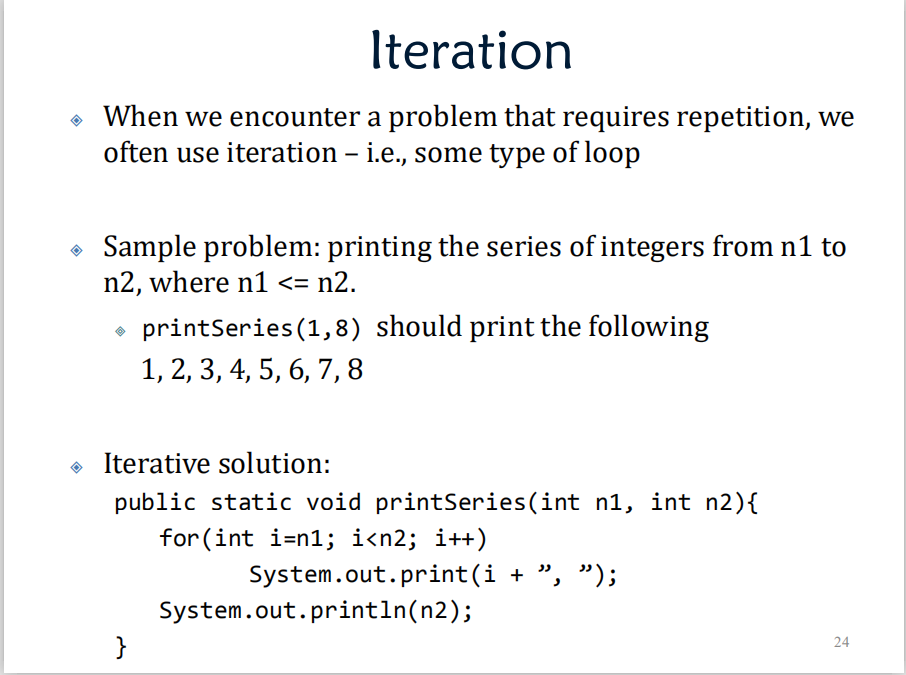 Iteration
When we encounter a problem that requires repetition, we
often use iteration – i.e., some type of loop
Sample problem: printing the series of integers from n1 to
n2, where n1 <= n2.
printSeries(1,8) should print the following
1, 2, 3, 4, 5, 6, 7, 8
Iterative solution:
public static void printSeries(int n1, int n2){
for(int i=n1; i<n2; i++)
System.out.print(i + ”, ”);
System.out.println(n2);
}
24